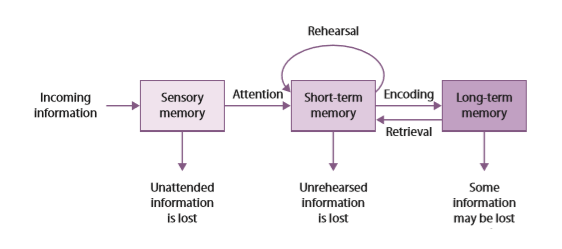 Rehearsal
Incoming
information
Sensory
memory
Attention
Short-term
memory
Encoding
Retrieval
Long-term
memory
Unattended
information
is lost
Unrehearsed
information
is lost
Some
information
may be lost